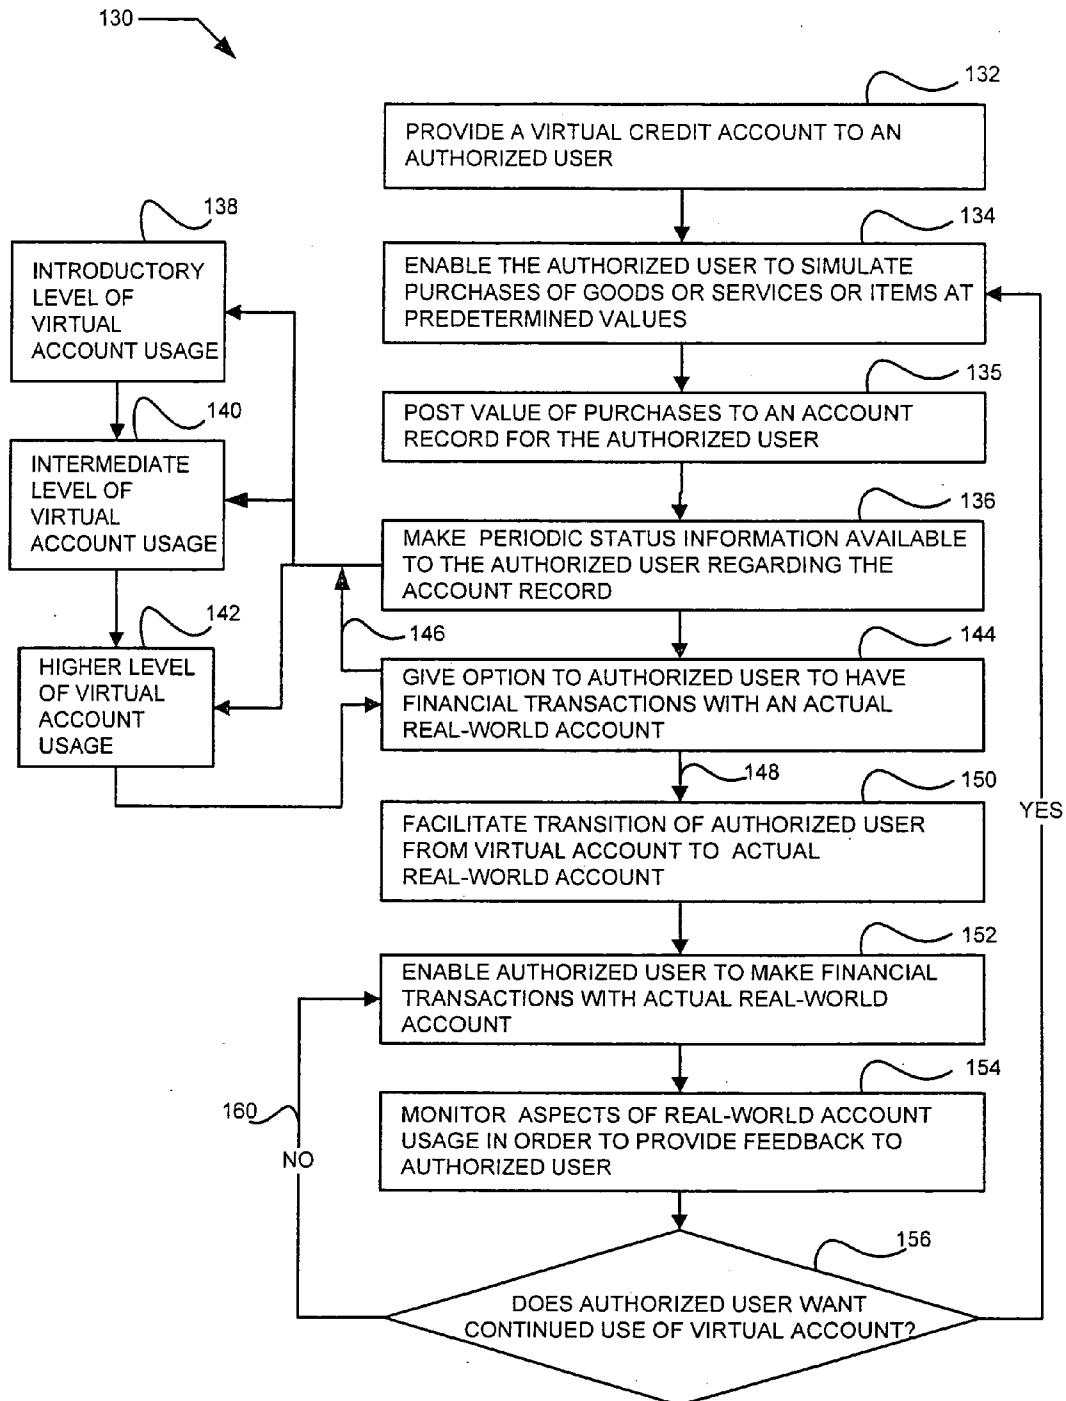 130
132
PROVIDE A VIRTUAL CREDIT ACCOUNT TO AN
AUTHORIZED USER
134
ENABLE THE AUTHORIZED USER TO SIMULATE
PURCHASES OF GOODS OR SERVICES OR ITEMS AT
PREDETERMINED VALUES
135
POST VALUE OF PURCHASES TO AN ACCOUNT
RECORD FOR THE AUTHORIZED USER
136
MAKE PERIODIC STATUS INFORMATION AVAILABLE
TO THE AUTHORIZED USER REGARDING THE
ACCOUNT RECORD
138
INTRODUCTORY
LEVEL OF
VIRTUAL
ACCOUNT USAGE
140
INTERMEDIATE
LEVEL OF
VIRTUAL
ACCOUNT USAGE
142
HIGHER LEVEL
OF VIRTUAL
ACCOUNT
USAGE
146
144
GIVE OPTION TO AUTHORIZED USER TO HAVE
FINANCIAL TRANSACTIONS WITH AN ACTUAL
REAL-WORLD ACCOUNT
148
150
FACILITATE TRANSITION OF AUTHORIZED USER
FROM VIRTUAL ACCOUNT TO ACTUAL
REAL-WORLD ACCOUNT
YES
152
ENABLE AUTHORIZED USER TO MAKE FINANCIAL
TRANSACTIONS WITH ACTUAL REAL-WORLD
ACCOUNT
154
MONITOR ASPECTS OF REAL-WORLD ACCOUNT
USAGE IN ORDER TO PROVIDE FEEDBACK TO
AUTHORIZED USER
160
NO
156
DOES AUTHORIZED USER WANT
CONTINUED USE OF VIRTUAL ACCOUNT?